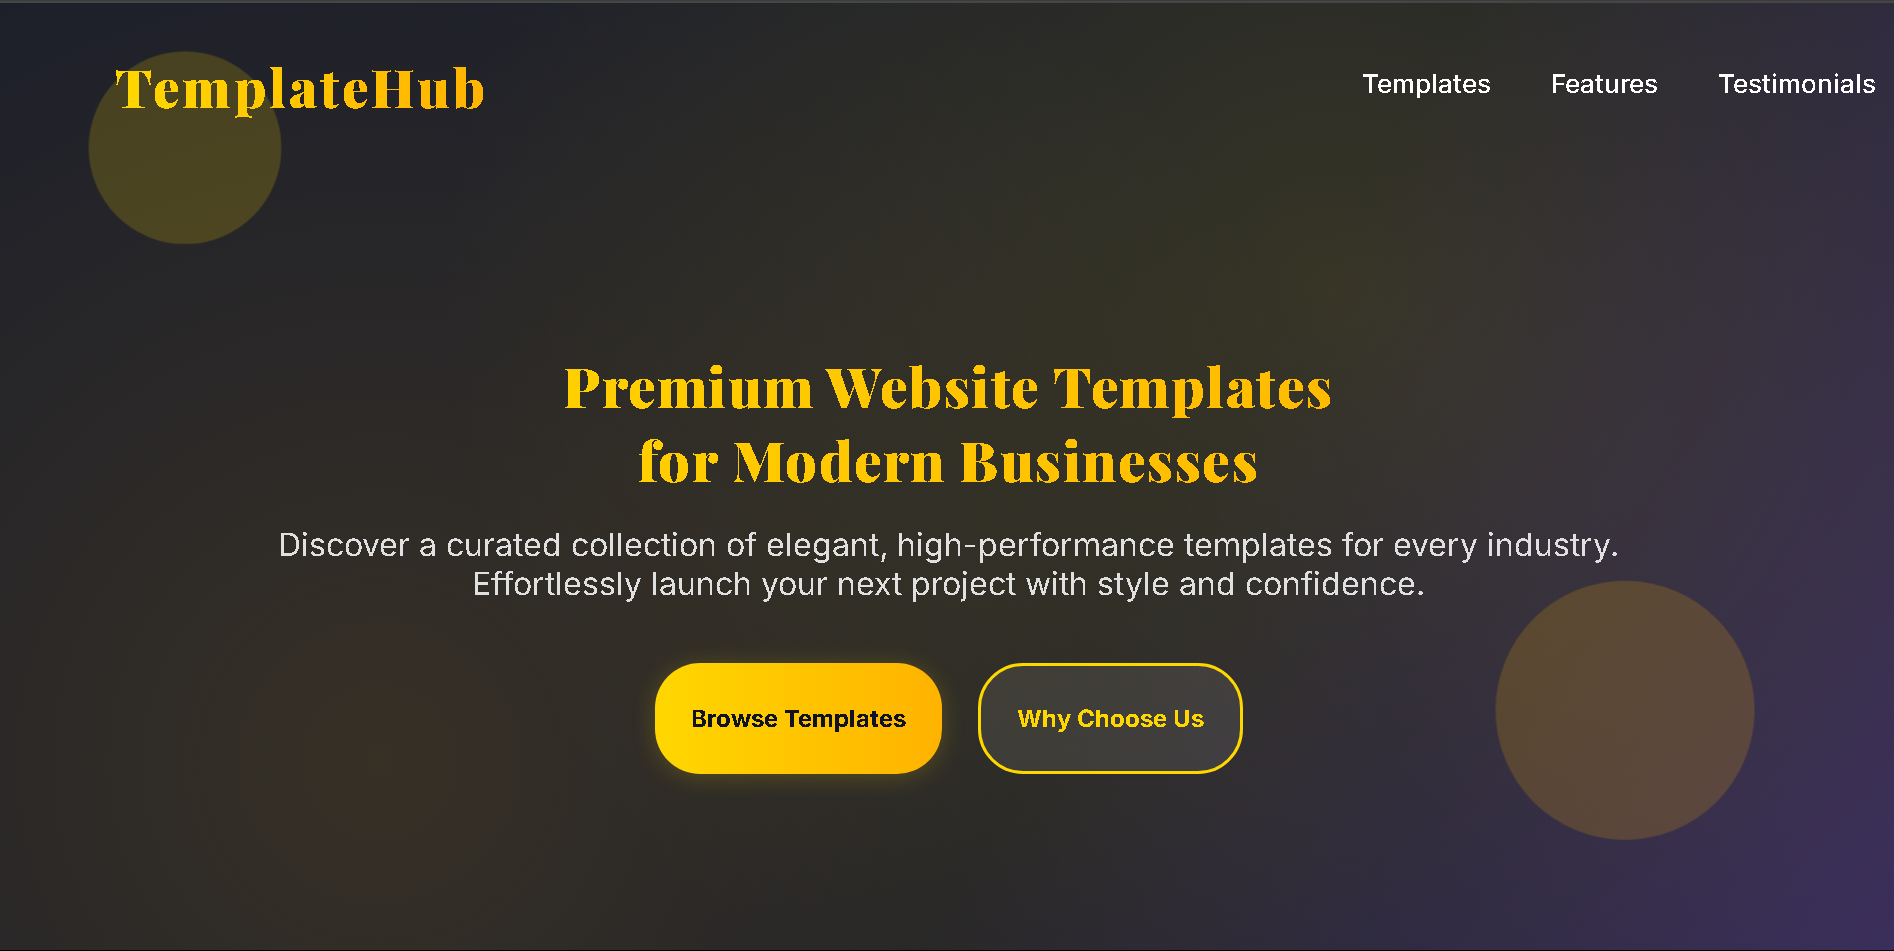 TemplateHub
Templates Features Testimonials
Premium Website Templates
for Modern Businesses
Discover a curated collection of elegant, high-performance templates for every industry.
Effortlessly launch your next project with style and confidence.
Browse Templates
Why Choose Us